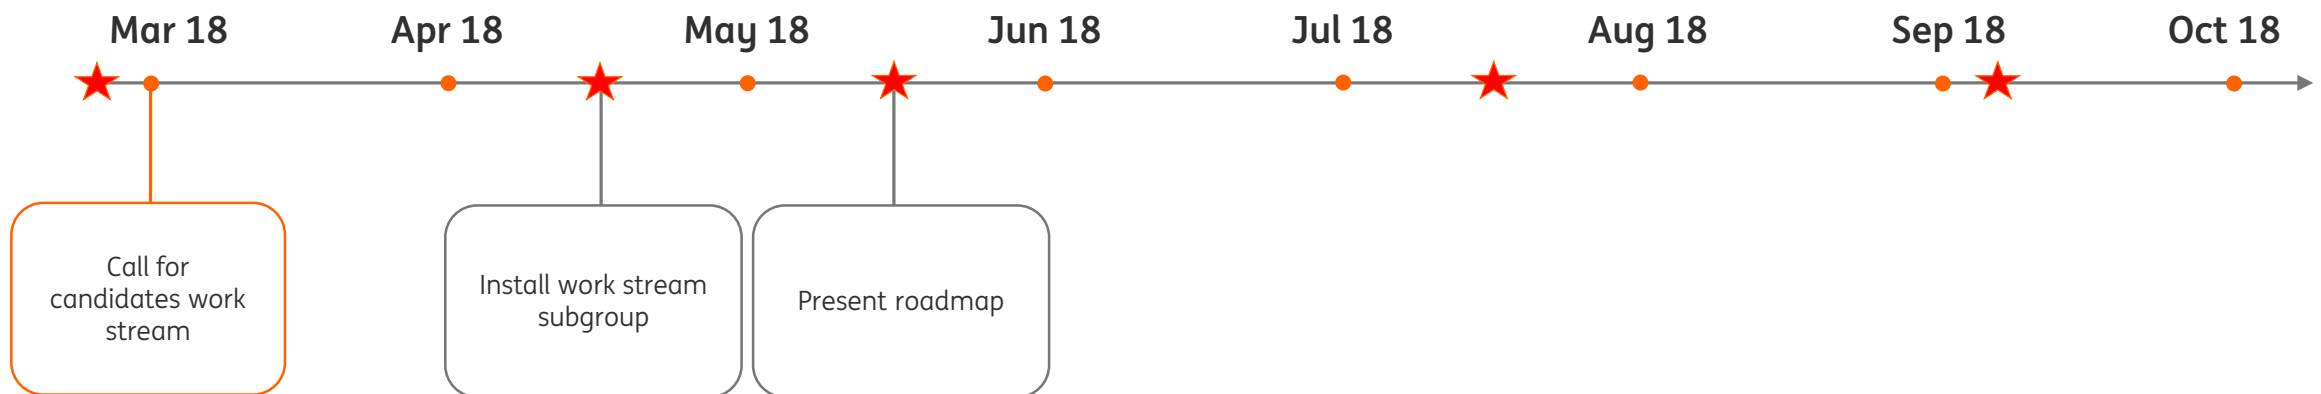 Mar 18
Apr 18
May 18
Jun 18
Jul 18
Aug 18
Sep 18
Oct 18
Call for
candidates work
stream
Install work stream
subgroup
Present roadmap